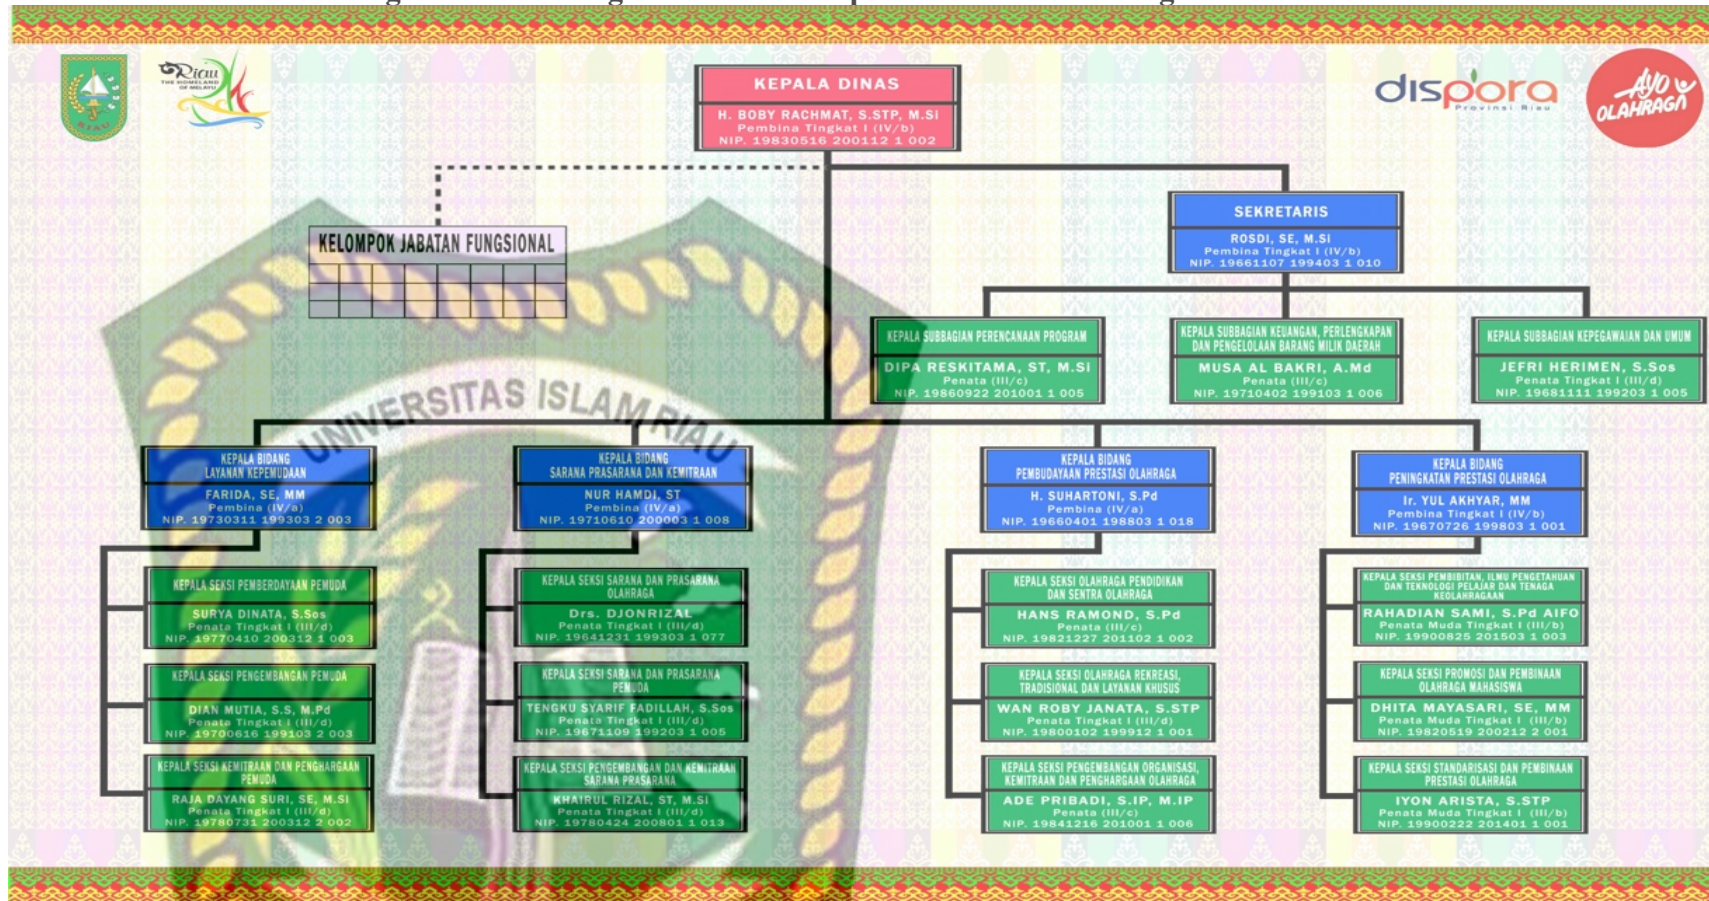 RIAU
Riau
THE HOMELAND
OF MELAYU
dispora
Provinsi Riau
AYO
OLAHRAGA
KEPALA DINAS
H. BOBY RACHMAT, S.STP, M.Si
Pembina Tingkat I (IV/b)
NIP. 19830516 200112 1 002
KELOMPOK JABATAN FUNGSIONAL
SEKRETARIS
ROSDI, SE, M.Si
Pembina Tingkat I (IV/b)
NIP. 19661107 199403 1 010
KEPALA SUBBAGIAN PERENCANAAN PROGRAM
DIPA RESKITAMA, ST, M.Si
Penata (III/c)
NIP. 19860922 201001 1 005
KEPALA SUBBAGIAN KEUANGAN, PERLENGKAPAN
DAN PENGELOLAAN BARANG MILIK DAERAH
MUSA AL BAKRI, A.Md
Penata (III/c)
NIP. 19710402 199103 1 006
KEPALA SUBBAGIAN KEPEGAWAIAN DAN UMUM
JEFRI HERIMEN, S.Sos
Penata Tingkat I (III/d)
NIP. 19681111 199203 1 005
UNIVERSITAS ISLAM RIAU
KEPALA BIDANG
LAYANAN KEPEMUDAAN
FARIDA, SE, MM
Pembina (IV/a)
NIP. 19730311 199303 2 003
KEPALA SEKSI PEMBERDAYAAN PEMUDA
SURYA DINATA, S.Sos
Penata Tingkat I (III/d)
NIP. 19770410 200312 1 003
KEPALA SEKSI PENGEMBANGAN PEMUDA
DIAN MUTIA, S.S, M.Pd
Penata Tingkat I (III/d)
NIP. 19700616 199103 2 003
KEPALA SEKSI KEMITRAAN DAN PENGHARGAAN
PEMUDA
RAJA DAYANG SURI, SE, M.Si
Penata Tingkat I (III/d)
NIP. 19780731 200312 2 002
KEPALA BIDANG
SARANA PRASARANA DAN KEMITRAAN
NUR HAMDI, ST
Pembina (IV/a)
NIP. 19710610 200003 1 008
KEPALA SEKSI SARANA DAN PRASARANA
OLAHRAGA
Drs. DJONRIZAL
Penata Tingkat I (III/d)
NIP. 19641231 199303 1 077
KEPALA SEKSI SARANA DAN PRASARANA
PEMUDA
TENGKU SYARIF FADILLAH, S.Sos
Penata Tingkat I (III/d)
NIP. 19671109 199203 1 005
KEPALA SEKSI PENGEMBANGAN DAN KEMITRAAN
SARANA PRASARANA
KHAIRUL RIZAL, ST, M.Si
Penata Tingkat I (III/d)
NIP. 19780424 200801 1 013
KEPALA BIDANG
PEMBUDAYAAN PRESTASI OLAHRAGA
H. SUHARTONI, S.Pd
Pembina (IV/a)
NIP. 19660401 198803 1 018
KEPALA SEKSI OLAHRAGA PENDIDIKAN
DAN SENTRA OLAHRAGA
HANS RAMOND, S.Pd
Penata (III/c)
NIP. 19821227 201102 1 002
KEPALA SEKSI OLAHRAGA REKREASI,
TRADISIONAL DAN LAYANAN KHUSUS
WAN ROBY JANATA, S.STP
Penata Tingkat I (III/d)
NIP. 19800102 199912 1 001
KEPALA SEKSI PENGEMBANGAN ORGANISASI,
KEMITRAAN DAN PENGHARGAAN OLAHRAGA
ADE PRIBADI, S.IP, M.IP
Penata (III/c)
NIP. 19841216 201001 1 006
KEPALA BIDANG
PENINGKATAN PRESTASI OLAHRAGA
Ir. YUL AKHYAR, MM
Pembina Tingkat I (IV/b)
NIP. 19670726 199803 1 001
KEPALA SEKSI PEMBIBITAN, ILMU PENGETAHUAN
DAN TEKNOLOGI PELAJAR DAN TENAGA
KEOLAHRAGAAN
RAHADIAN SAMI, S.Pd AIFO
Penata Muda Tingkat I (III/b)
NIP. 19900825 201503 1 003
KEPALA SEKSI PROMOSI DAN PEMBINAAN
OLAHRAGA MAHASISWA
DHITA MAYASARI, SE, MM
Penata Muda Tingkat I (III/b)
NIP. 19820519 200212 2 001
KEPALA SEKSI STANDARISASI DAN PEMBINAAN
PRESTASI OLAHRAGA
IYON ARISTA, S.STP
Penata Muda Tingkat I (III/b)
NIP. 19900222 201401 1 001